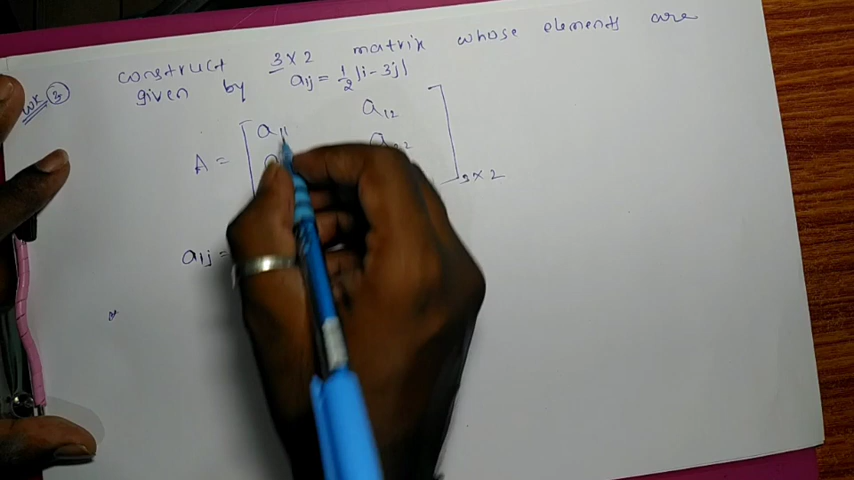 construct 3×2 matrix whose elements are
WK 3 given by aij = 1/2 |i - 3j|
a11 a12
A = a22
3×2
aij =